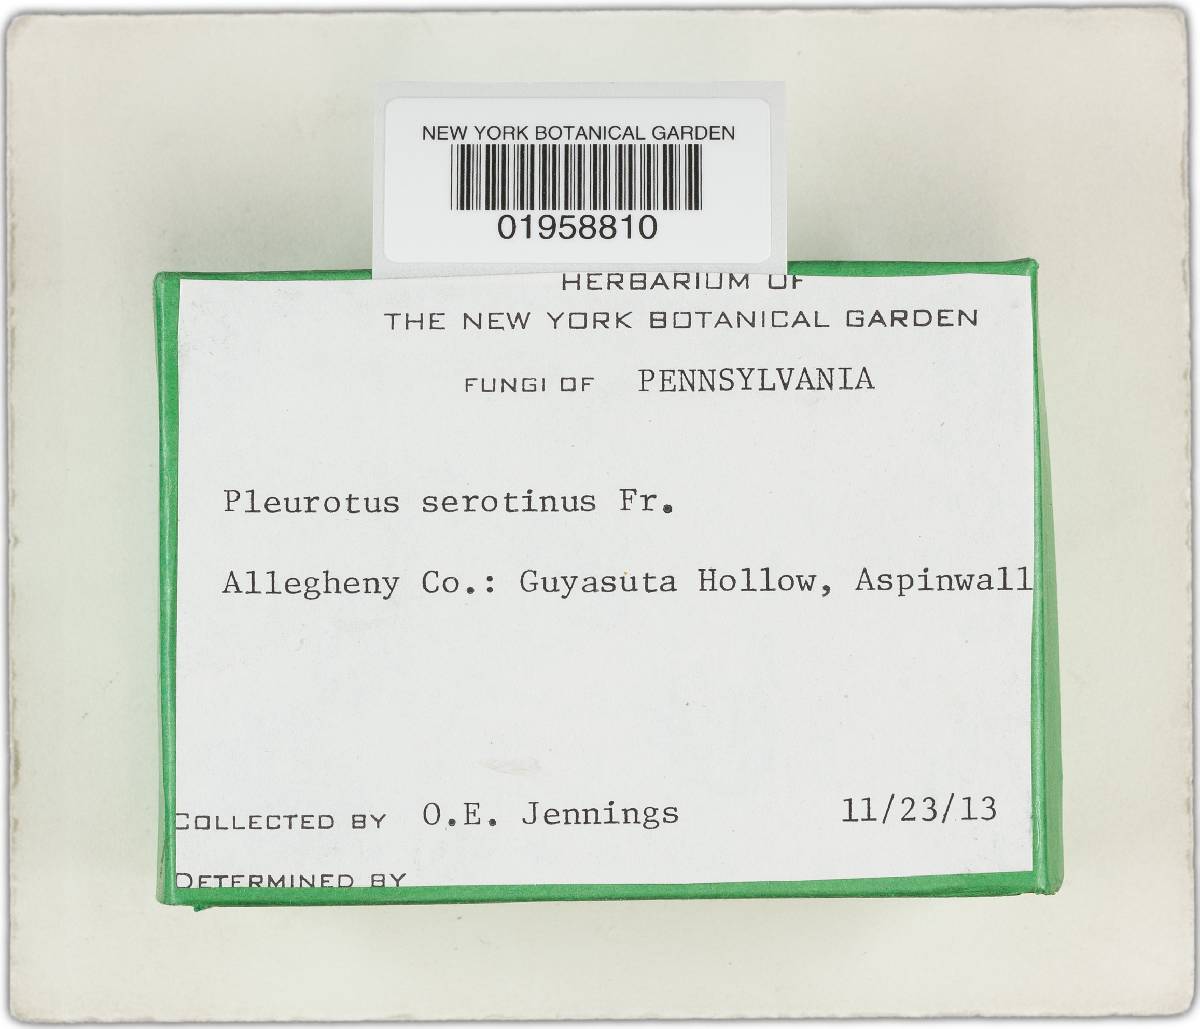 NEW YORK BOTANICAL GARDEN
01958810
HERBARIUM OF
THE NEW YORK BOTANICAL GARDEN
FUNGI OF PENNSYLVANIA
Pleurotus serotinus Fr.
Allegheny Co.: Guyasuta Hollow, Aspinwall
COLLECTED BY O.E. Jennings 11/23/13
DETERMINED BY